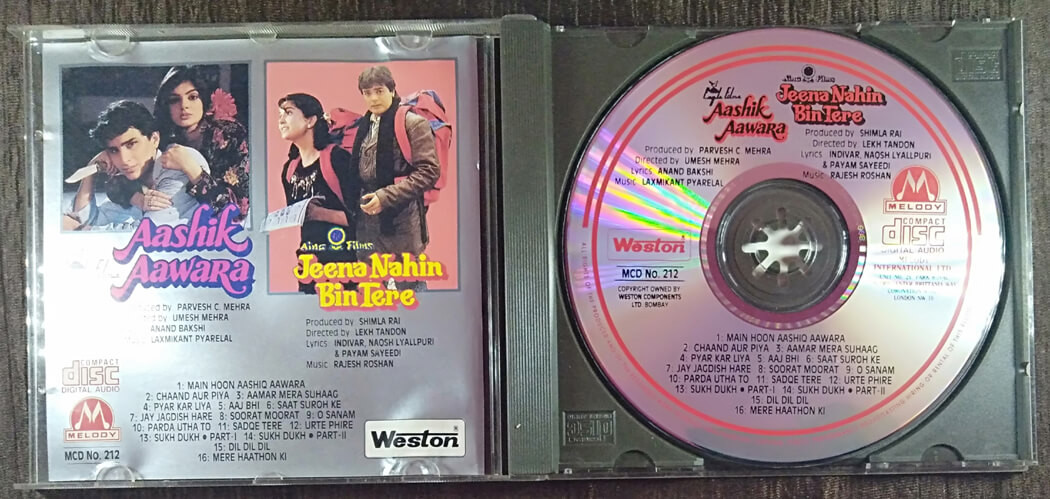 Aashik
Aawara
Aina Films
Jeena Nahin
Bin Tere
by PARVESH C. MEHRA
by UMESH MEHRA
ANAND BAKSHI
LAXMIKANT PYARELAL
Produced by SHIMLA RAI
Directed by LEKH TANDON
Lyrics INDIVAR, NAQSH LYALLPURI
& PAYAM SAYEEDI
Music RAJESH ROSHAN
COMPACT
disc
DIGITAL AUDIO
MELODY
MCD No. 212
1: MAIN HOON AASHIQ AAWARA
2: CHAAND AUR PIYA 3: AAMAR MERA SUHAAG
4: PYAR KAR LIYA 5: AAJ BHI 6: SAAT SUROH KE
7: JAY JAGDISH HARE 8: SOORAT MOORAT 9: O SANAM
10: PARDA UTHA TO 11: SADQE TERE 12: URTE PHIRE
13: SUKH DUKH • PART-I 14: SUKH DUKH • PART-II
15: DIL DIL DIL
16: MERE HAATHON KI
Weston
Aashik
Aawara
Aina Films
Jeena Nahin
Bin Tere
Produced by PARVESH C. MEHRA
Directed by UMESH MEHRA
Lyrics ANAND BAKSHI
Music LAXMIKANT PYARELAL
Produced by SHIMLA RAI
Directed by LEKH TANDON
Lyrics INDIVAR, NAQSH LYALLPURI
& PAYAM SAYEEDI
Music RAJESH ROSHAN
MELODY
COMPACT
disc
DIGITAL AUDIO
INTERNATIONAL LTD.
LONDON NW
Weston
MCD No. 212
COPYRIGHT OWNED BY
WESTON COMPONENTS
LTD. BOMBAY
1: MAIN HOON AASHIQ AAWARA
2: CHAAND AUR PIYA 3: AAMAR MERA SUHAAG
4: PYAR KAR LIYA 5: AAJ BHI 6: SAAT SUROH KE
7: JAY JAGDISH HARE 8: SOORAT MOORAT 9: O SANAM
10: PARDA UTHA TO 11: SADQE TERE 12: URTE PHIRE
13: SUKH DUKH • PART-I 14: SUKH DUKH • PART-II
15: DIL DIL DIL
16: MERE HAATHON KI